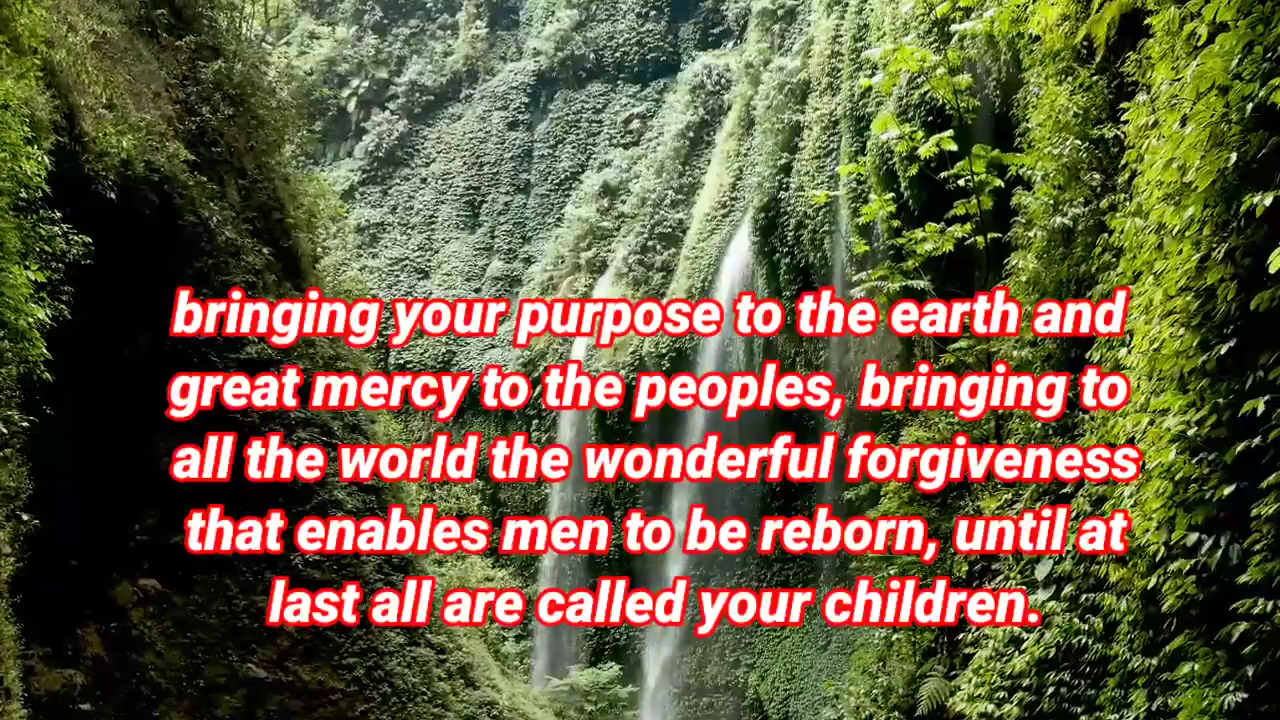 bringing your purpose to the earth and
great mercy to the peoples, bringing to
all the world the wonderful forgiveness
that enables men to be reborn, until at
last all are called your children.